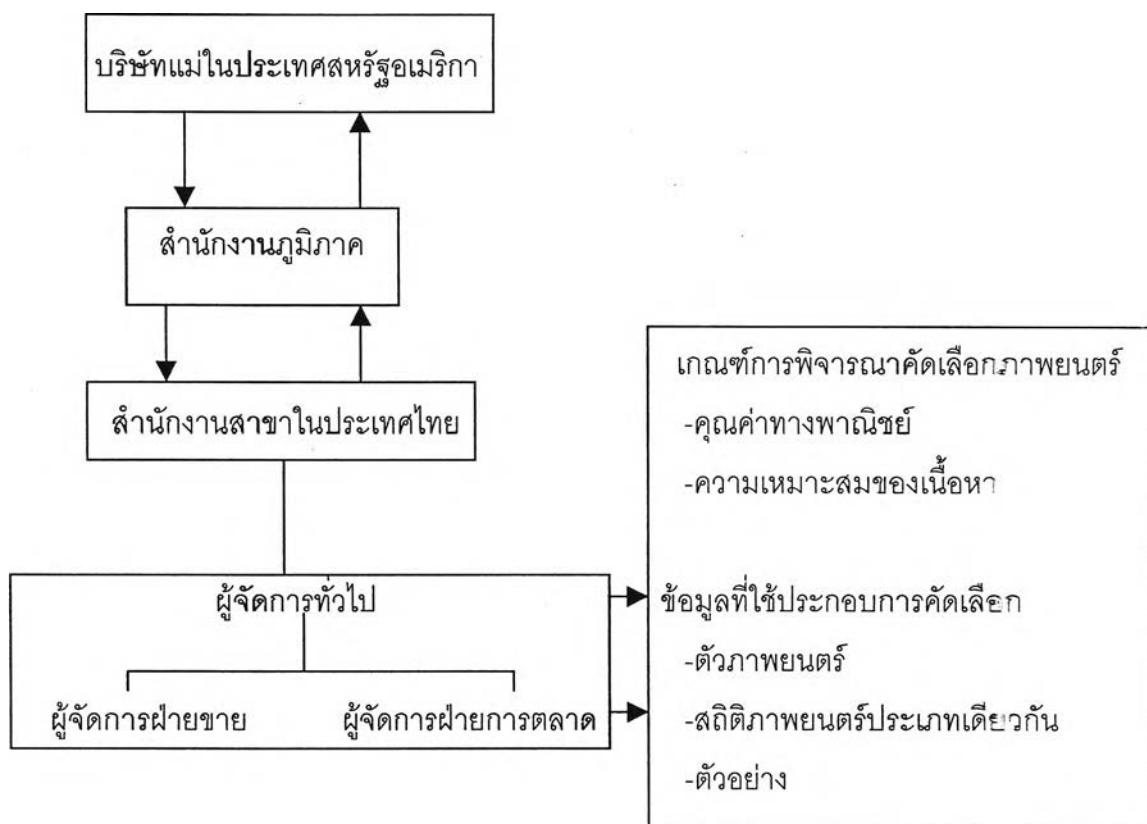 บริษัทแม่ในประเทศสหรัฐอเมริกา
สำนักงานภูมิภาค
สำนักงานสาขาในประเทศไทย
ผู้จัดการทั่วไป
ผู้จัดการฝ่ายขาย
ผู้จัดการฝ่ายการตลาด
เกณฑ์การพิจารณาคัดเลือกภาพยนตร์
-คุณค่าทางพาณิชย์
-ความเหมาะสมของเนื้อหา
ข้อมูลที่ใช้ประกอบการคัดเลือก
-ตัวภาพยนตร์
-สถิติภาพยนตร์ประเภทเดียวกัน
-ตัวอย่าง